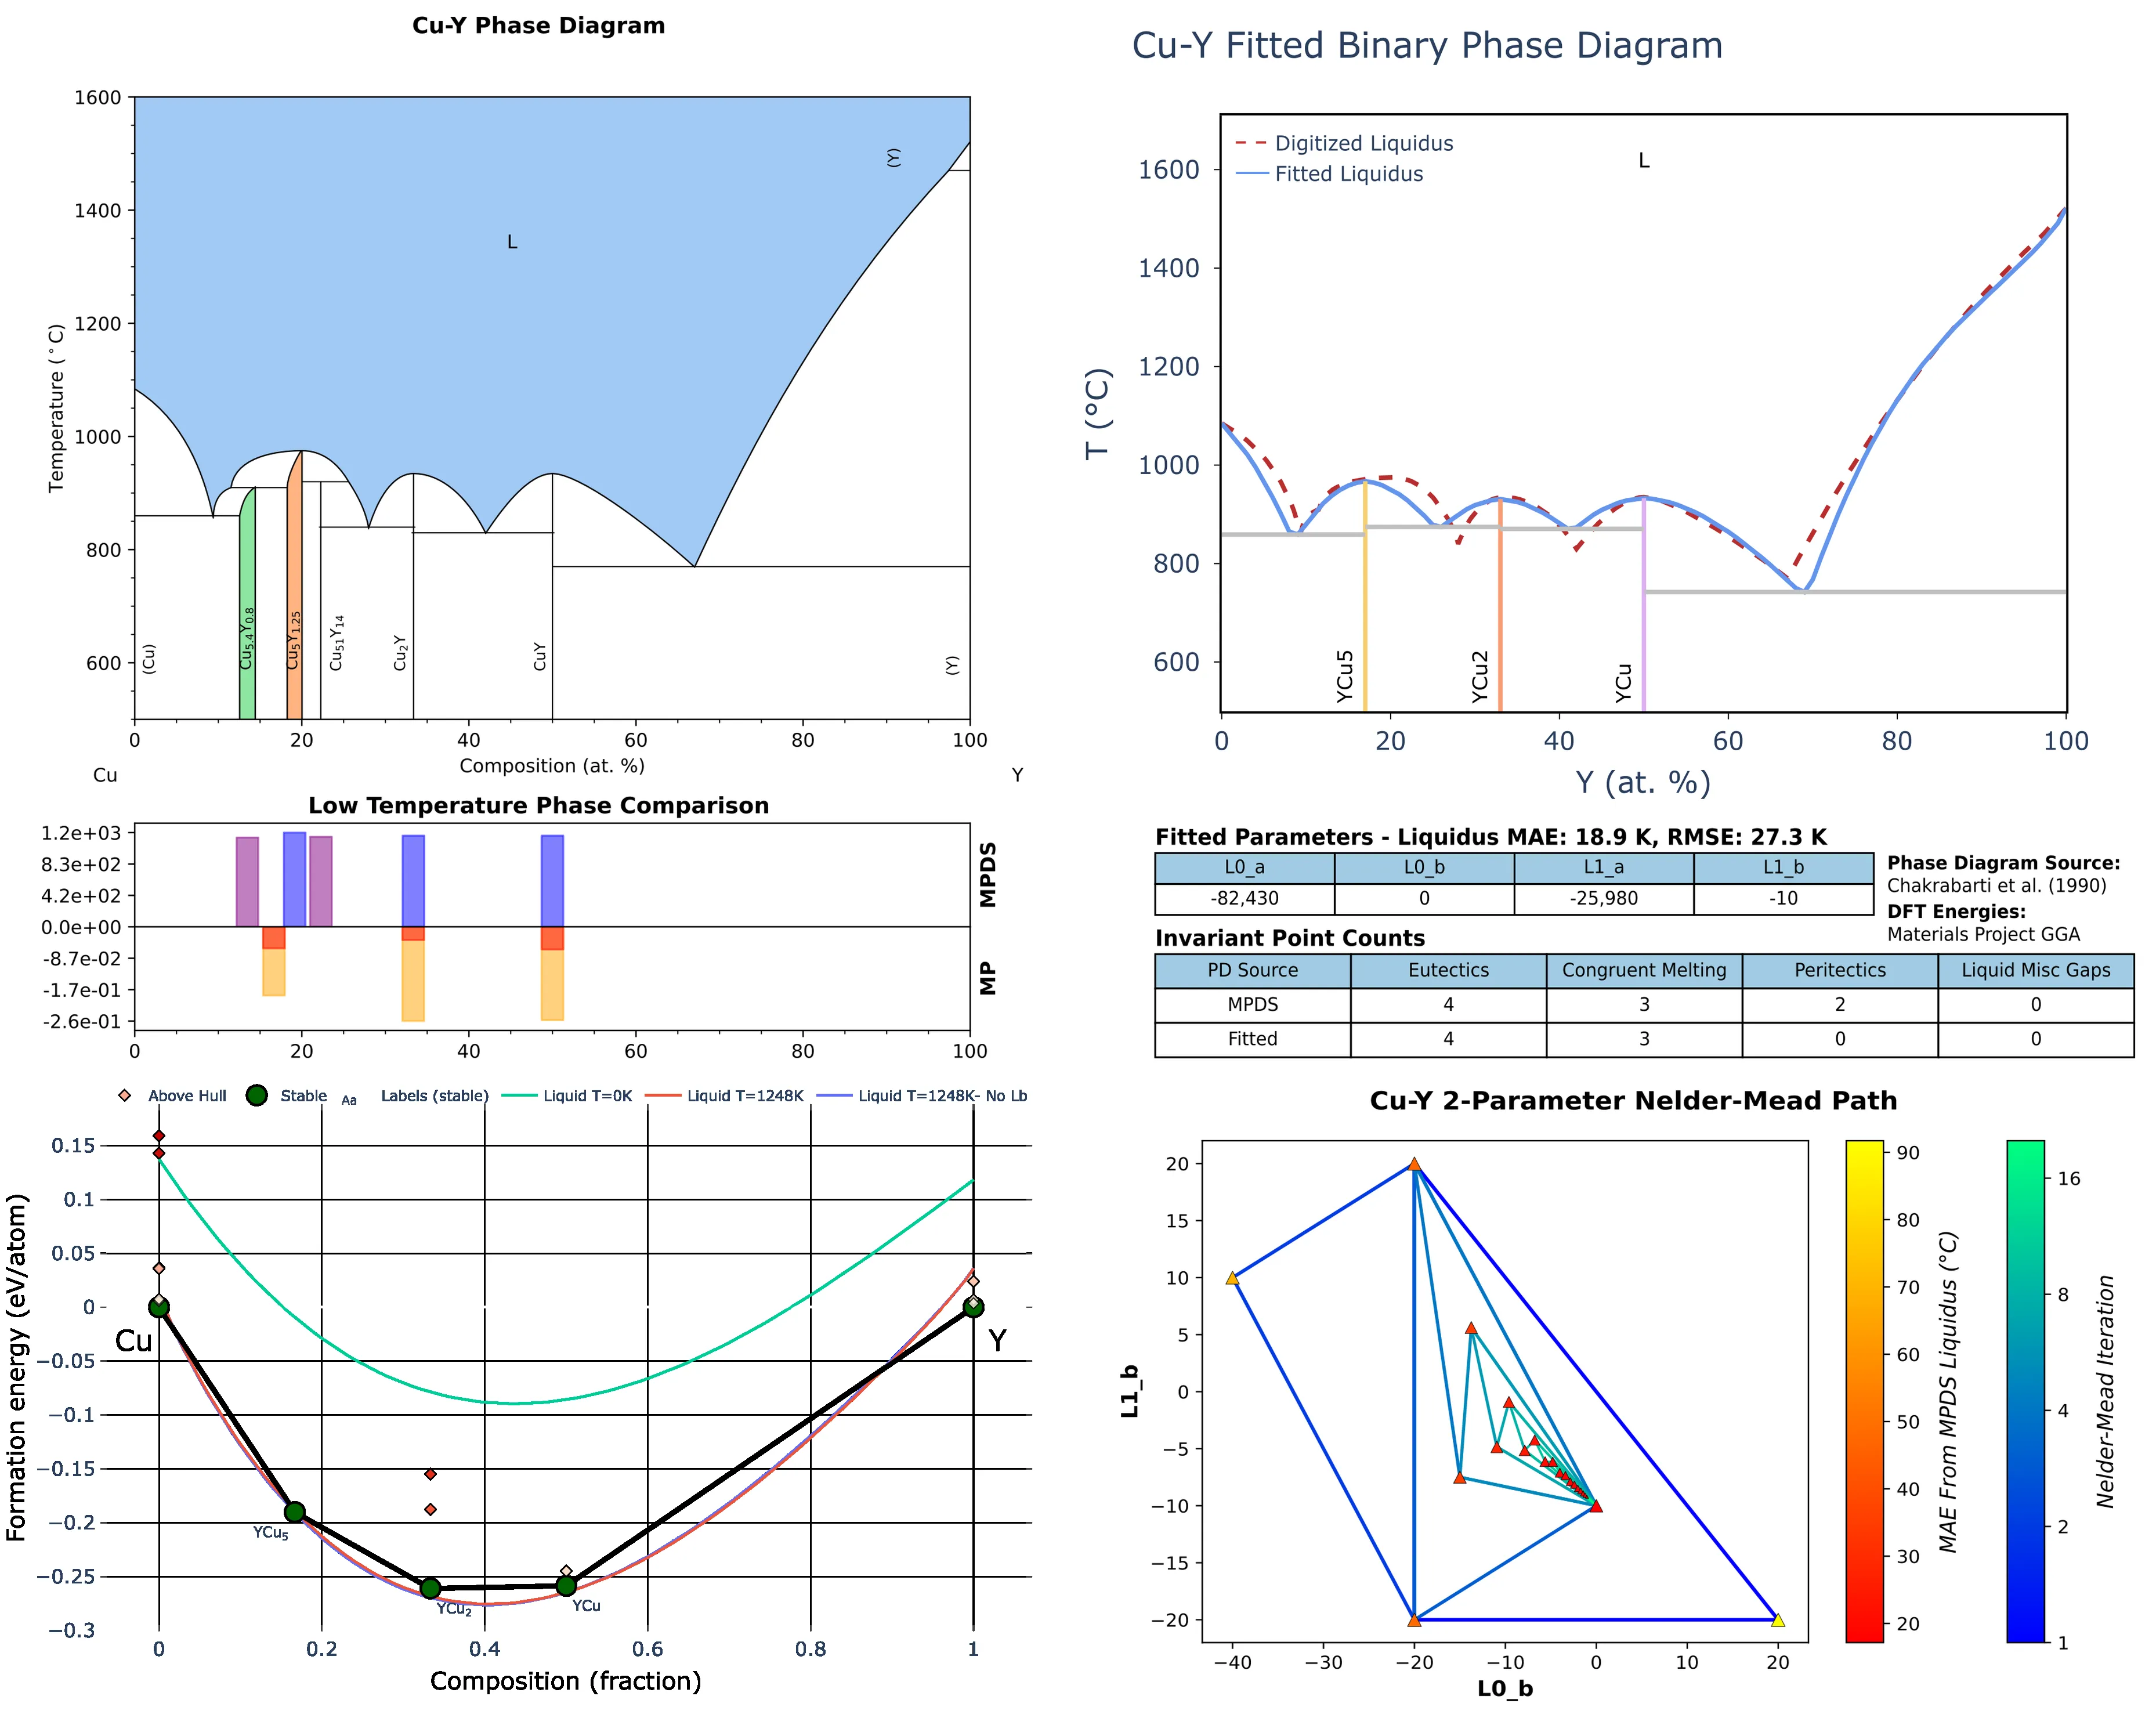 Cu-Y Phase Diagram
1600
1400
1200
1000
800
600
Temperature (°C)
L
(Y)
(Cu)
Cu5.4Y0.8
Cu5Y1.25
Cu51Y14
Cu2Y
CuY
(Y)
0 20 40 60 80 100
Composition (at. %)
Cu Y
Low Temperature Phase Comparison
1.2e+03
8.3e+02
4.2e+02
0.0e+00
-8.7e-02
-1.7e-01
-2.6e-01
MPDS
MP
0 20 40 60 80 100
Above Hull Stable Aa Labels (stable) Liquid T=0K Liquid T=1248K Liquid T=1248K- No Lb
0.15
0.1
0.05
0
−0.05
−0.1
−0.15
−0.2
−0.25
−0.3
Formation energy (eV/atom)
Cu
Y
YCu5
YCu2
YCu
0 0.2 0.4 0.6 0.8 1
Composition (fraction)
Cu-Y Fitted Binary Phase Diagram
Digitized Liquidus
Fitted Liquidus
L
1600
1400
1200
1000
800
600
T (°C)
YCu5
YCu2
YCu
0 20 40 60 80 100
Y (at. %)
Fitted Parameters - Liquidus MAE: 18.9 K, RMSE: 27.3 K
L0_a L0_b L1_a L1_b
-82,430 0 -25,980 -10
Phase Diagram Source:
Chakrabarti et al. (1990)
DFT Energies:
Materials Project GGA
Invariant Point Counts
PD Source Eutectics Congruent Melting Peritectics Liquid Misc Gaps
MPDS 4 3 2 0
Fitted 4 3 0 0
Cu-Y 2-Parameter Nelder-Mead Path
20
15
10
5
0
−5
−10
−15
−20
L1_b
−40 −30 −20 −10 0 10 20
L0_b
90
80
70
60
50
40
30
20
MAE From MPDS Liquidus (°C)
16
8
4
2
1
Nelder-Mead Iteration